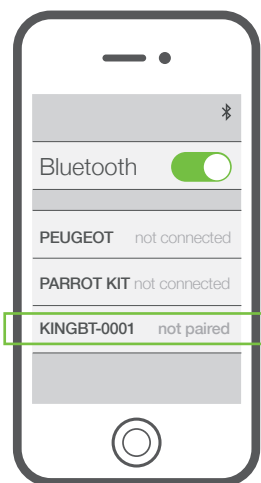 Bluetooth
PEUGEOT not connected
PARROT KIT not connected
KINGBT-0001 not paired